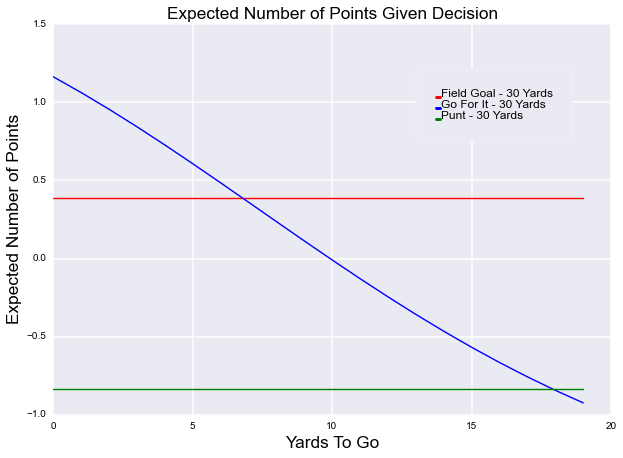 Expected Number of Points Given Decision
1.5
1.0
0.5
0.0
−0.5
−1.0
Expected Number of Points
Field Goal - 30 Yards
Go For It - 30 Yards
Punt - 30 Yards
0 5 10 15 20
Yards To Go